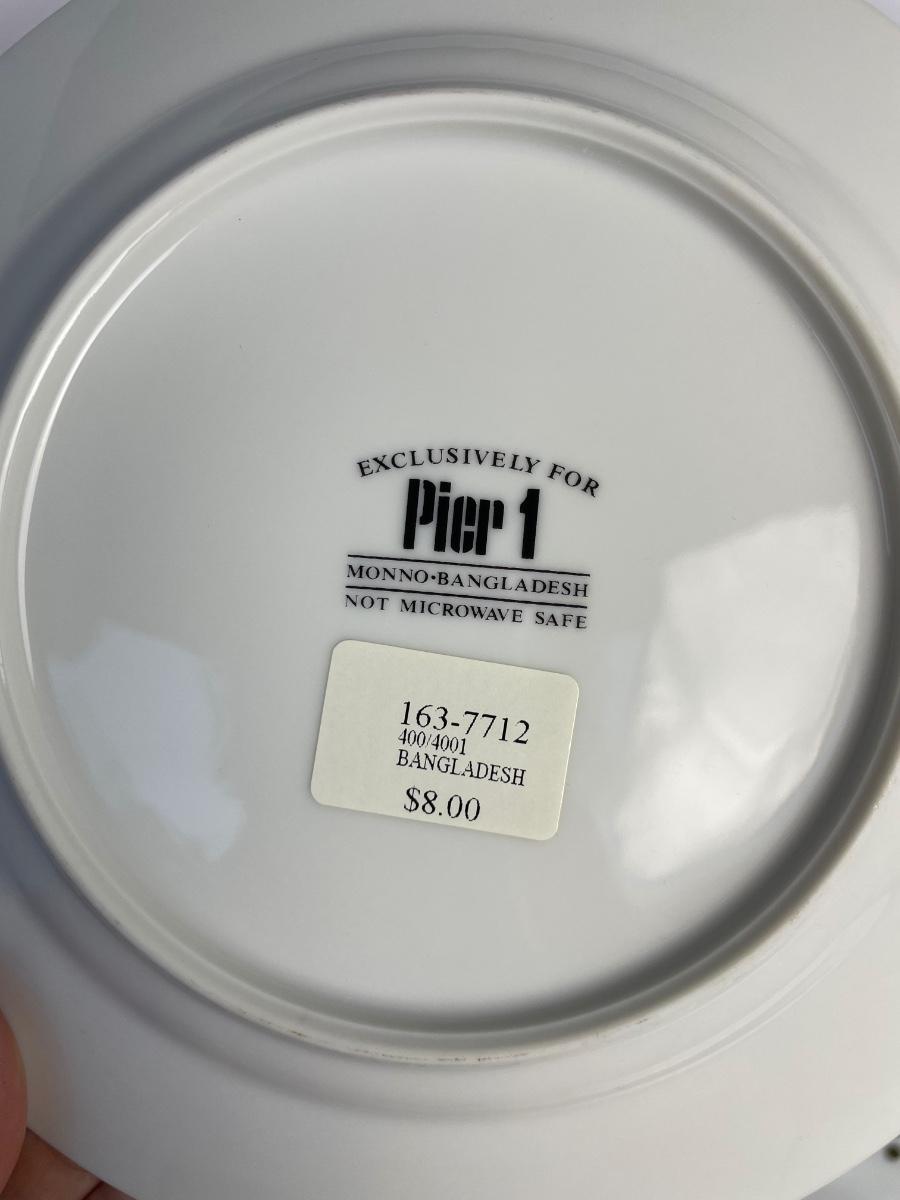 EXCLUSIVELY FOR
Pier 1
MONNO•BANGLADESH
NOT MICROWAVE SAFE
163-7712
400/4001
BANGLADESH
$8.00